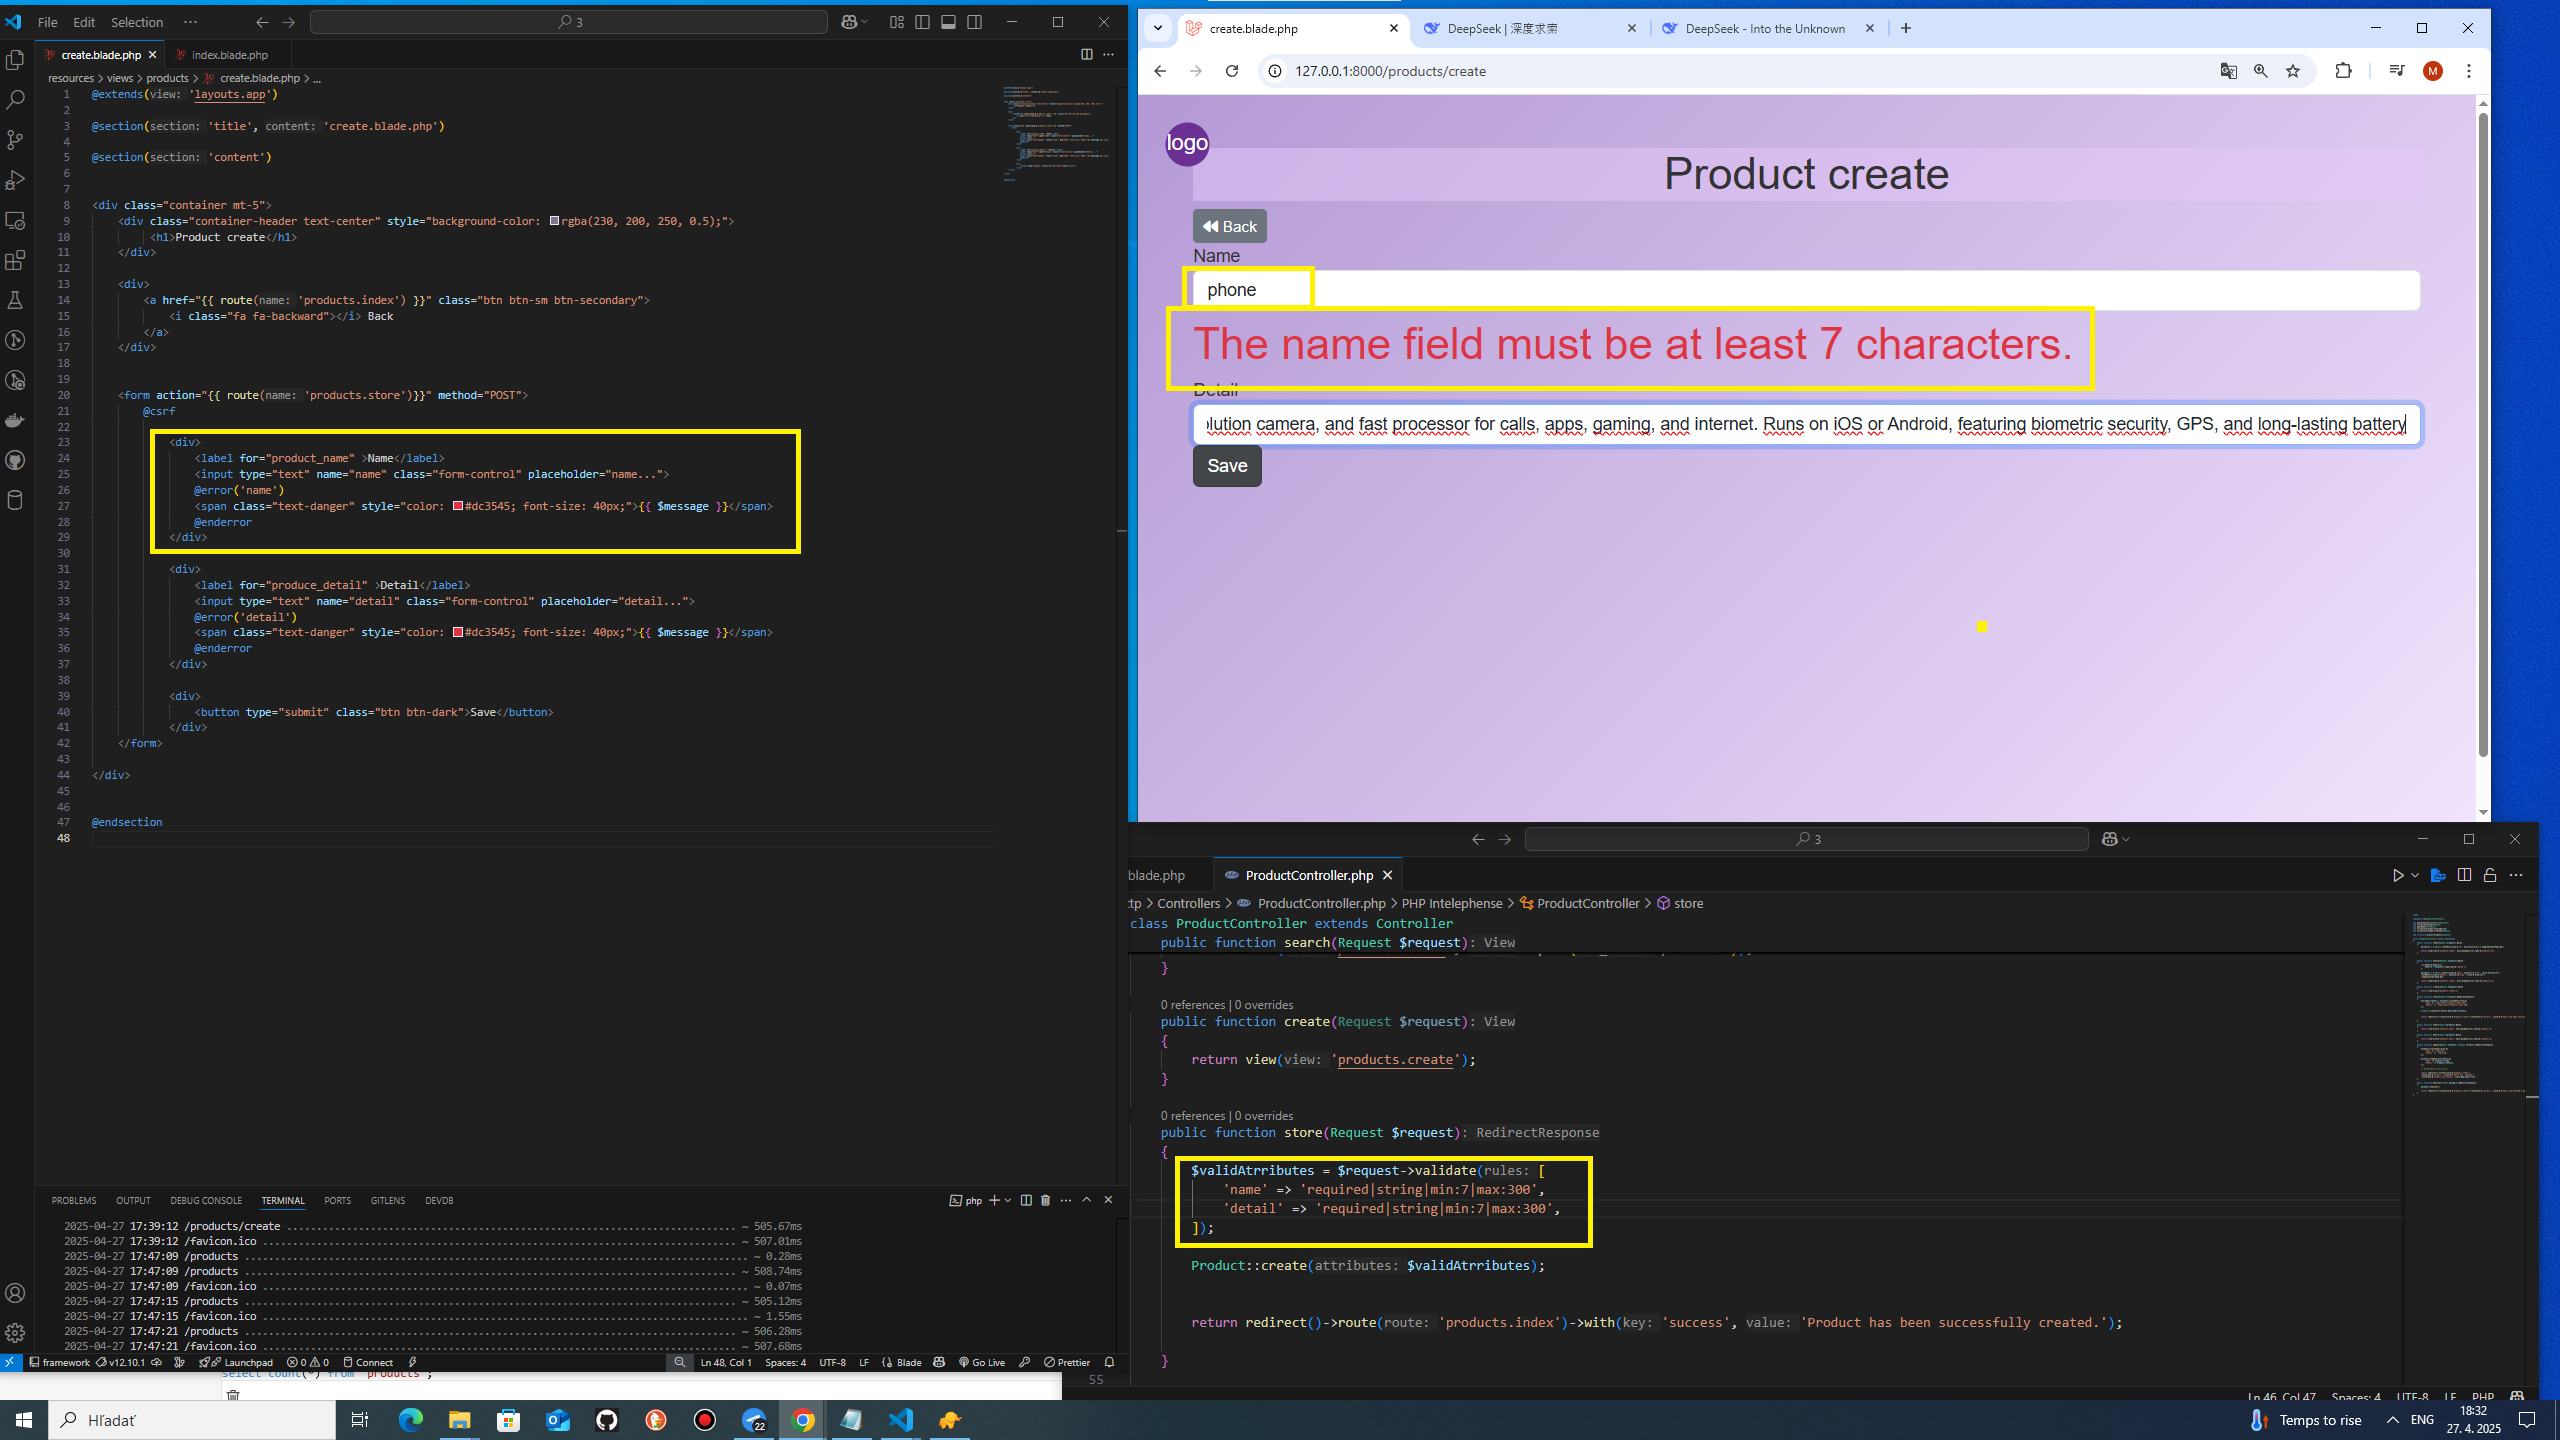 File Edit Selection ··· 3
create.blade.php index.blade.php
resources > views > products > create.blade.php > ...
1 @extends(view: 'layouts.app')
2
3 @section(section: 'title', content: 'create.blade.php')
4
5 @section(section: 'content')
6
7
8 <div class="container mt-5">
9 <div class="container-header text-center" style="background-color: rgba(230, 200, 250, 0.5);">
10 <h1>Product create</h1>
11 </div>
12
13 <div>
14 <a href="{{ route(name: 'products.index') }}" class="btn btn-sm btn-secondary">
15 <i class="fa fa-backward"></i> Back
16 </a>
17 </div>
18
19
20 <form action="{{ route(name: 'products.store')}}" method="POST">
21 @csrf
22
23 <div>
24 <label for="product_name" >Name</label>
25 <input type="text" name="name" class="form-control" placeholder="name...">
26 @error('name')
27 <span class="text-danger" style="color: #dc3545; font-size: 40px;">{{ $message }}</span>
28 @enderror
29 </div>
30
31 <div>
32 <label for="produce_detail" >Detail</label>
33 <input type="text" name="detail" class="form-control" placeholder="detail...">
34 @error('detail')
35 <span class="text-danger" style="color: #dc3545; font-size: 40px;">{{ $message }}</span>
36 @enderror
37 </div>
38
39 <div>
40 <button type="submit" class="btn btn-dark">Save</button>
41 </div>
42 </form>
43
44 </div>
45
46
47 @endsection
48
PROBLEMS OUTPUT DEBUG CONSOLE TERMINAL PORTS GITLENS DEVDB php
2025-04-27 17:39:12 /products/create ~ 505.67ms
2025-04-27 17:39:12 /favicon.ico ~ 507.01ms
2025-04-27 17:47:09 /products ~ 0.28ms
2025-04-27 17:47:09 /products ~ 508.74ms
2025-04-27 17:47:09 /favicon.ico ~ 0.07ms
2025-04-27 17:47:15 /products ~ 505.12ms
2025-04-27 17:47:15 /favicon.ico ~ 1.55ms
2025-04-27 17:47:21 /products ~ 506.28ms
2025-04-27 17:47:21 /favicon.ico ~ 507.68ms
framework v12.10.1 Launchpad 0 0 Connect Ln 48, Col 1 Spaces: 4 UTF-8 LF Blade Go Live Prettier
create.blade.php DeepSeek | 深度求索 DeepSeek - Into the Unknown
127.0.0.1:8000/products/create M
logo
Product create
Back
Name
phone
The name field must be at least 7 characters.
Detail
lution camera, and fast processor for calls, apps, gaming, and internet. Runs on iOS or Android, featuring biometric security, GPS, and long-lasting battery
Save
3
blade.php ProductController.php
tp > Controllers > ProductController.php > PHP Intelephense > ProductController > store
class ProductController extends Controller
public function search(Request $request): View
}
0 references | 0 overrides
public function create(Request $request): View
{
return view(view: 'products.create');
}
0 references | 0 overrides
public function store(Request $request): RedirectResponse
{
$validAtrributes = $request->validate(rules: [
'name' => 'required|string|min:7|max:300',
'detail' => 'required|string|min:7|max:300',
]);
Product::create(attributes: $validAtrributes);
return redirect()->route(route: 'products.index')->with(key: 'success', value: 'Product has been successfully created.');
}
55
Ln 46, Col 47 Spaces: 4 UTF-8 LF PHP
select count(*) from `products`;
Hľadať 22 Temps to rise ENG 18:32
27. 4. 2025